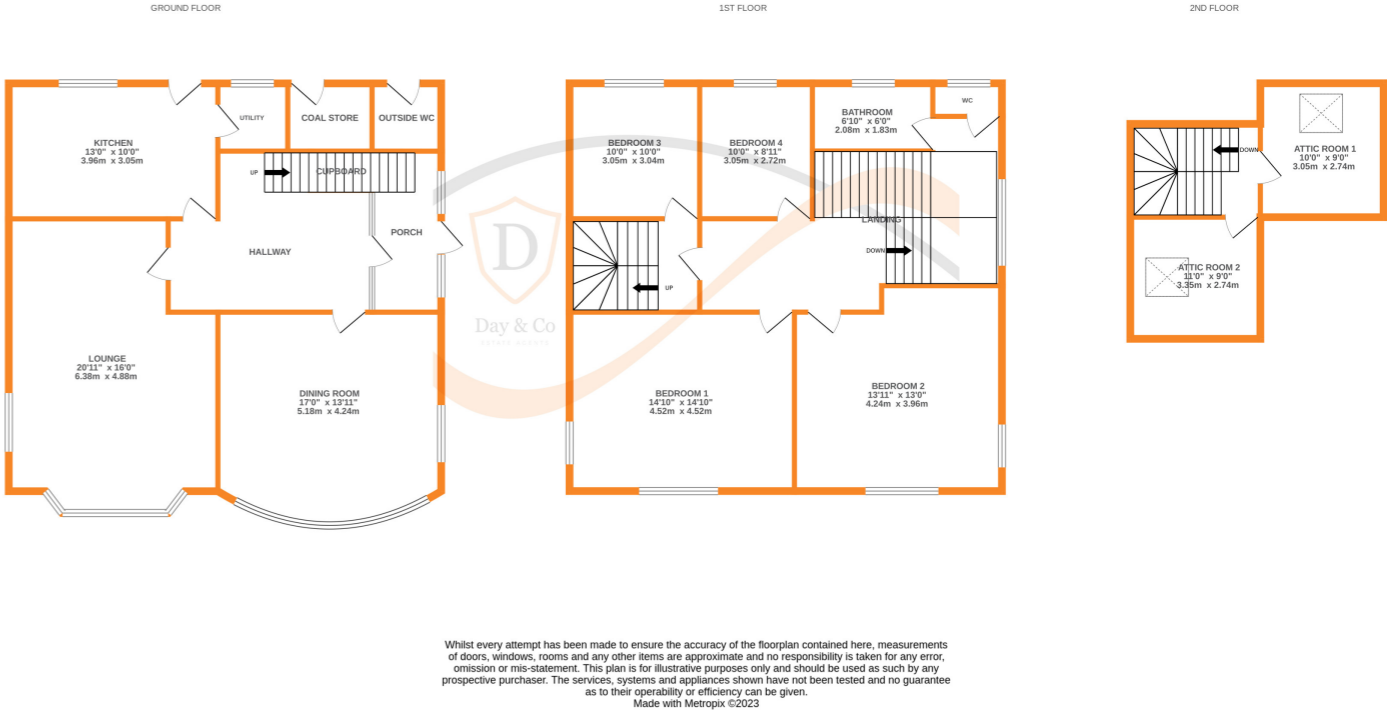 GROUND FLOOR
1ST FLOOR
2ND FLOOR
KITCHEN
13'0" x 10'0"
3.96m x 3.05m
UTILITY
COAL STORE
OUTSIDE WC
UP
CUPBOARD
PORCH
HALLWAY
LOUNGE
20'11" x 16'0"
6.38m x 4.88m
DINING ROOM
17'0" x 13'11"
5.18m x 4.24m
D
Day & Co
ESTATE AGENTS
BEDROOM 3
10'0" x 10'0"
3.05m x 3.04m
BEDROOM 4
10'0" x 8'11"
3.05m x 2.72m
BATHROOM
6'10" x 6'0"
2.08m x 1.83m
WC
LANDING
DOWN
UP
BEDROOM 1
14'10" x 14'10"
4.52m x 4.52m
BEDROOM 2
13'11" x 13'0"
4.24m x 3.96m
DOWN
ATTIC ROOM 1
10'0" x 9'0"
3.05m x 2.74m
ATTIC ROOM 2
11'0" x 9'0"
3.35m x 2.74m
Whilst every attempt has been made to ensure the accuracy of the floorplan contained here, measurements
of doors, windows, rooms and any other items are approximate and no responsibility is taken for any error,
omission or mis-statement. This plan is for illustrative purposes only and should be used as such by any
prospective purchaser. The services, systems and appliances shown have not been tested and no guarantee
as to their operability or efficiency can be given.
Made with Metropix ©2023